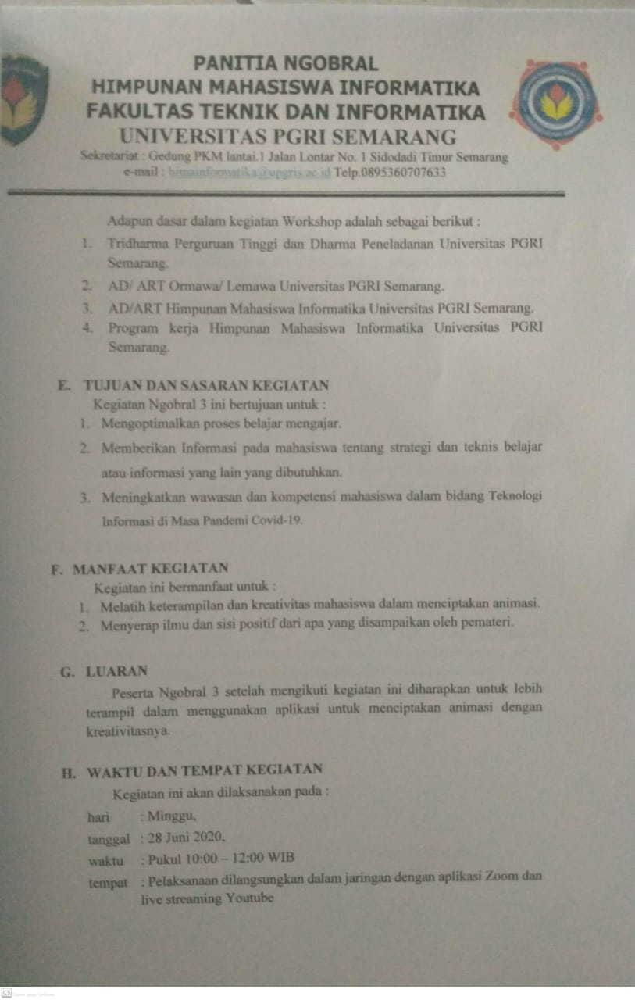 PANITIA NGOBRAL
HIMPUNAN MAHASISWA INFORMATIKA
FAKULTAS TEKNIK DAN INFORMATIKA
UNIVERSITAS PGRI SEMARANG
Sekretariat : Gedung PKM lantai.1 Jalan Lontar No. 1 Sidodadi Timur Semarang
e-mail : himainformatika@upgris.ac.id Telp.0895360707633
Adapun dasar dalam kegiatan Workshop adalah sebagai berikut :
1. Tridharma Perguruan Tinggi dan Dharma Peneladanan Universitas PGRI
Semarang.
2. AD/ ART Ormawa/ Lemawa Universitas PGRI Semarang.
3. AD/ART Himpunan Mahasiswa Informatika Universitas PGRI Semarang.
4. Program kerja Himpunan Mahasiswa Informatika Universitas PGRI
Semarang.
E. TUJUAN DAN SASARAN KEGIATAN
Kegiatan Ngobral 3 ini bertujuan untuk :
1. Mengoptimalkan proses belajar mengajar.
2. Memberikan Informasi pada mahasiswa tentang strategi dan teknis belajar
atau informasi yang lain yang dibutuhkan.
3. Meningkatkan wawasan dan kompetensi mahasiswa dalam bidang Teknologi
Informasi di Masa Pandemi Covid-19.
F. MANFAAT KEGIATAN
Kegiatan ini bermanfaat untuk :
1. Melatih keterampilan dan kreativitas mahasiswa dalam menciptakan animasi.
2. Menyerap ilmu dan sisi positif dari apa yang disampaikan oleh pemateri.
G. LUARAN
Peserta Ngobral 3 setelah mengikuti kegiatan ini diharapkan untuk lebih
terampil dalam menggunakan aplikasi untuk menciptakan animasi dengan
kreativitasnya.
H. WAKTU DAN TEMPAT KEGIATAN
Kegiatan ini akan dilaksanakan pada :
hari : Minggu,
tanggal : 28 Juni 2020,
waktu : Pukul 10:00 – 12:00 WIB
tempat : Pelaksanaan dilangsungkan dalam jaringan dengan aplikasi Zoom dan
live streaming Youtube
CS